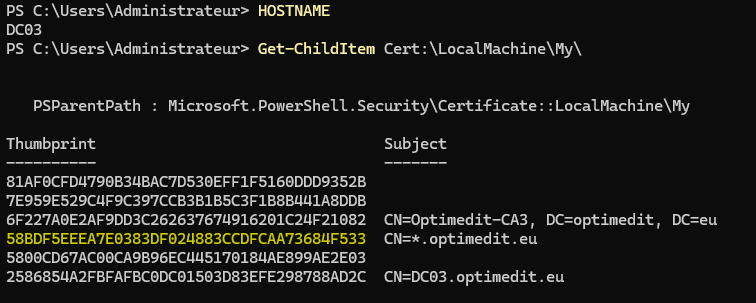 PS C:\Users\Administrateur> HOSTNAME
DC03
PS C:\Users\Administrateur> Get-ChildItem Cert:\LocalMachine\My\
PSParentPath : Microsoft.PowerShell.Security\Certificate::LocalMachine\My
Thumbprint Subject
---------- -------
81AF0CFD4790B34BAC7D530EFF1F5160DDD9352B
7E959E529C4F9C397CCB3B1B5C3F1B8B441A8DDB
6F227A0E2AF9DD3C262637674916201C24F21082 CN=Optimedit-CA3, DC=optimedit, DC=eu
58BDF5EEEA7E0383DF024883CCDFCAA73684F533 CN=*.optimedit.eu
5800CD67AC00CA9B96EC445170184AE899AE2E03
2586854A2FBFAFBC0DC01503D83EFE298788AD2C CN=DC03.optimedit.eu